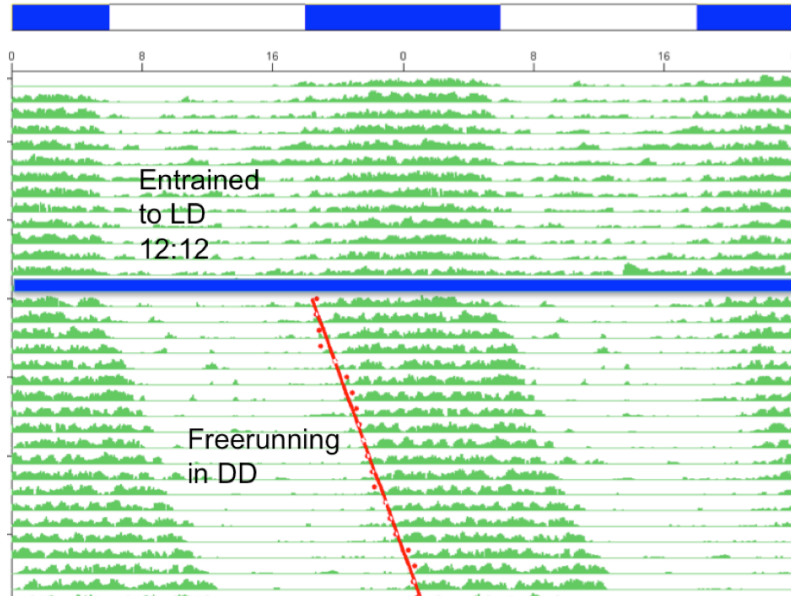 0 8 16 0 8 16
Entrained
to LD
12:12
Freerunning
in DD